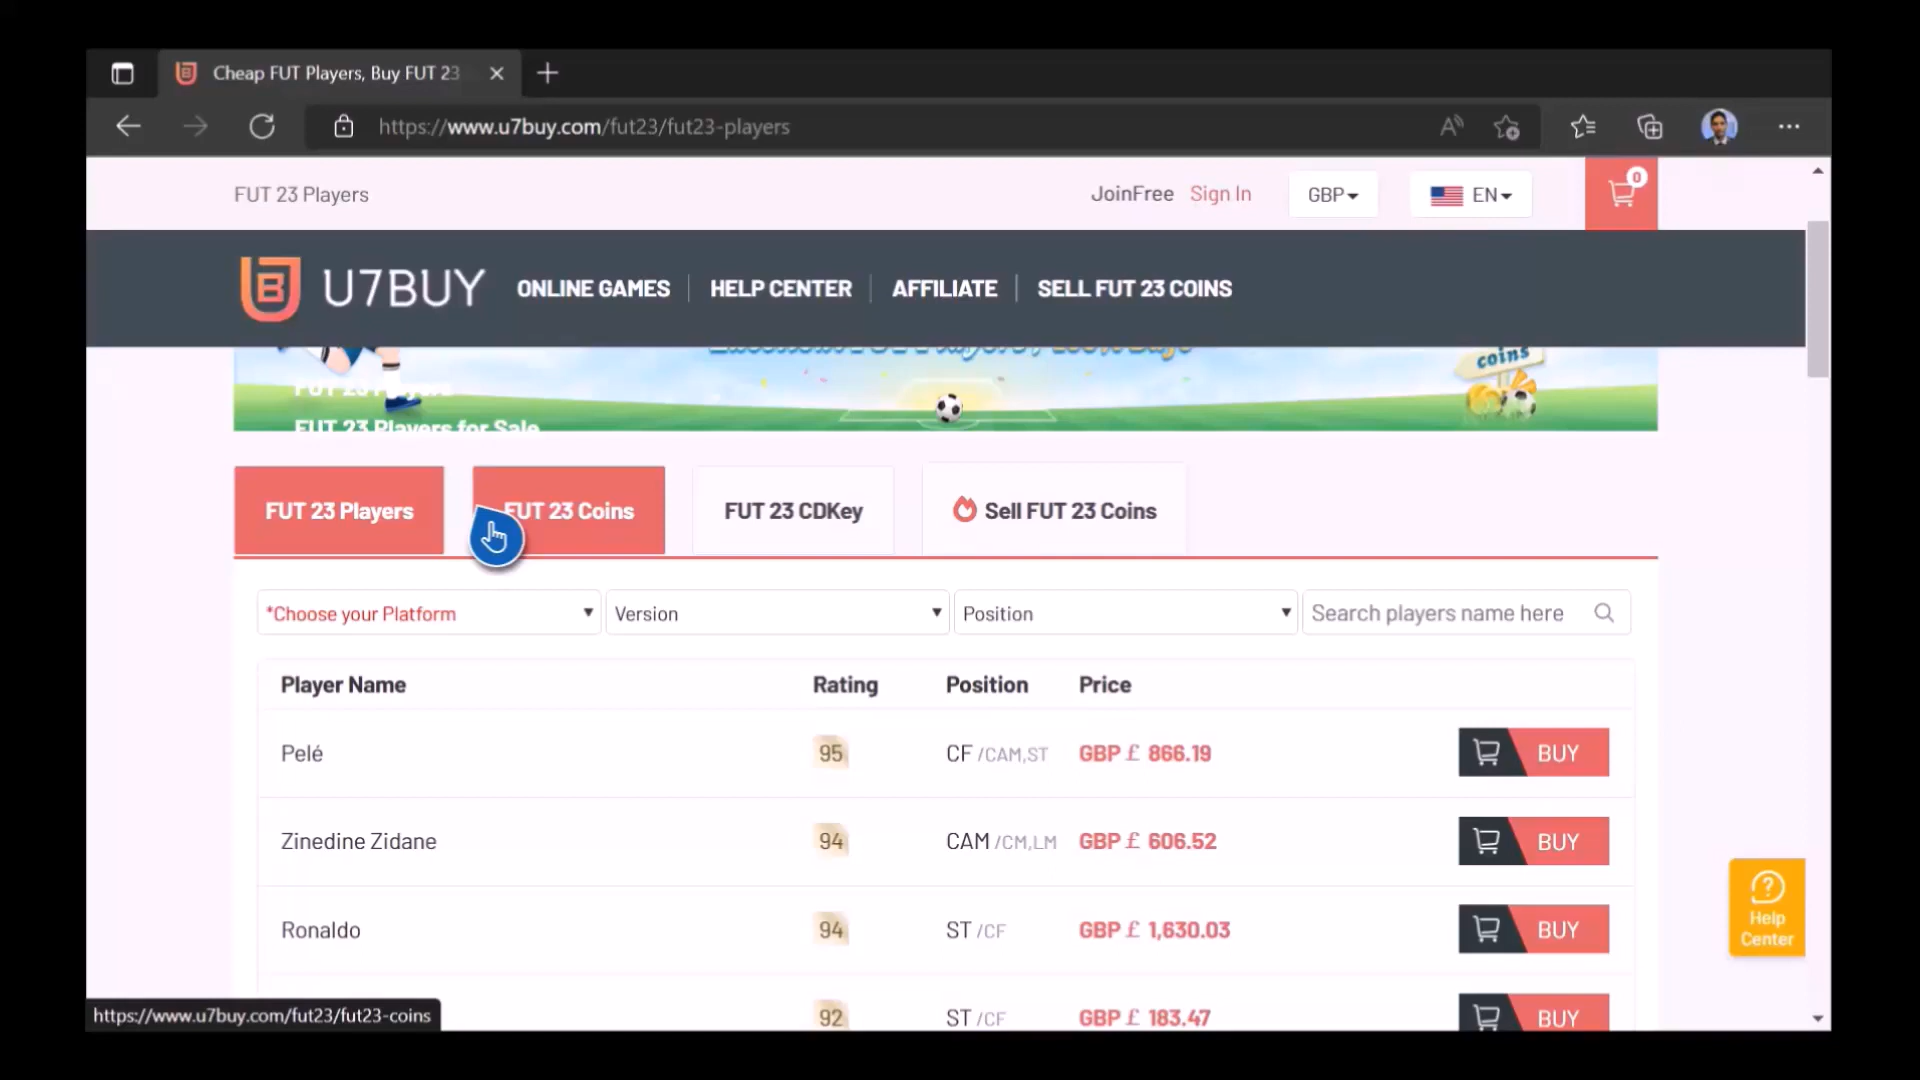 Cheap FUT Players, Buy FUT 23
https://www.u7buy.com/fut23/fut23-players
FUT 23 Players
JoinFree Sign In GBP EN 0
U7BUY ONLINE GAMES HELP CENTER AFFILIATE SELL FUT 23 COINS
coins
FUT 23 Players
FUT 23 Players for Sale
FUT 23 Players FUT 23 Coins FUT 23 CDKey Sell FUT 23 Coins
*Choose your Platform Version Position Search players name here
Player Name Rating Position Price
Pelé 95 CF /CAM,ST GBP £ 866.19 BUY
Zinedine Zidane 94 CAM /CM,LM GBP £ 606.52 BUY
Ronaldo 94 ST /CF GBP £ 1,630.03 BUY
Help
Center
92 ST /CF GBP £ 183.47 BUY
https://www.u7buy.com/fut23/fut23-coins